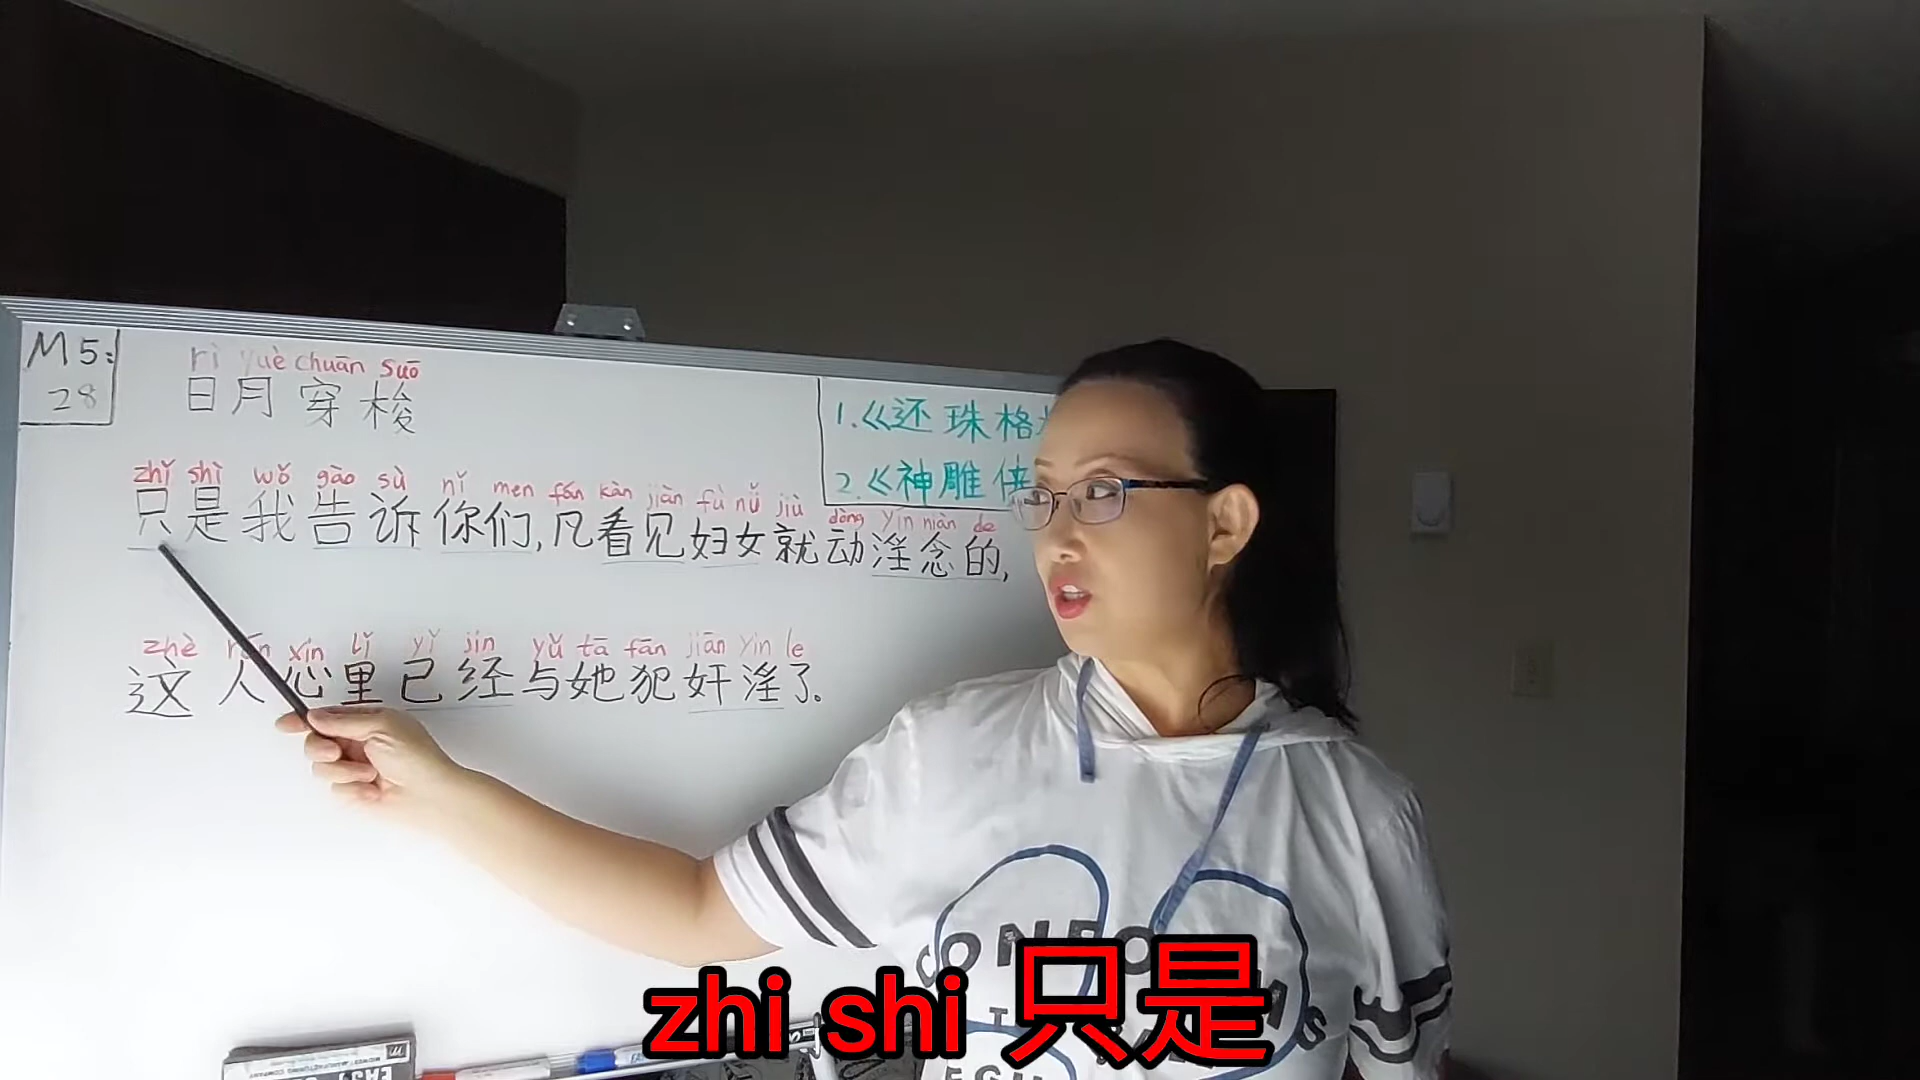 M5:
28
rì yuè chuān suō
日月穿梭
1.《还珠格
2.《神雕侠
zhǐ shì wǒ gào sù nǐ men fán kàn jiàn fù nǚ jiù dòng yín niàn de
只是我告诉你们,凡看见妇女就动淫念的,
zhè rén xīn lǐ yǐ jīn yǔ tā fān jiān yin le
这人心里已经与她犯奸淫了。
zhi shi 只是